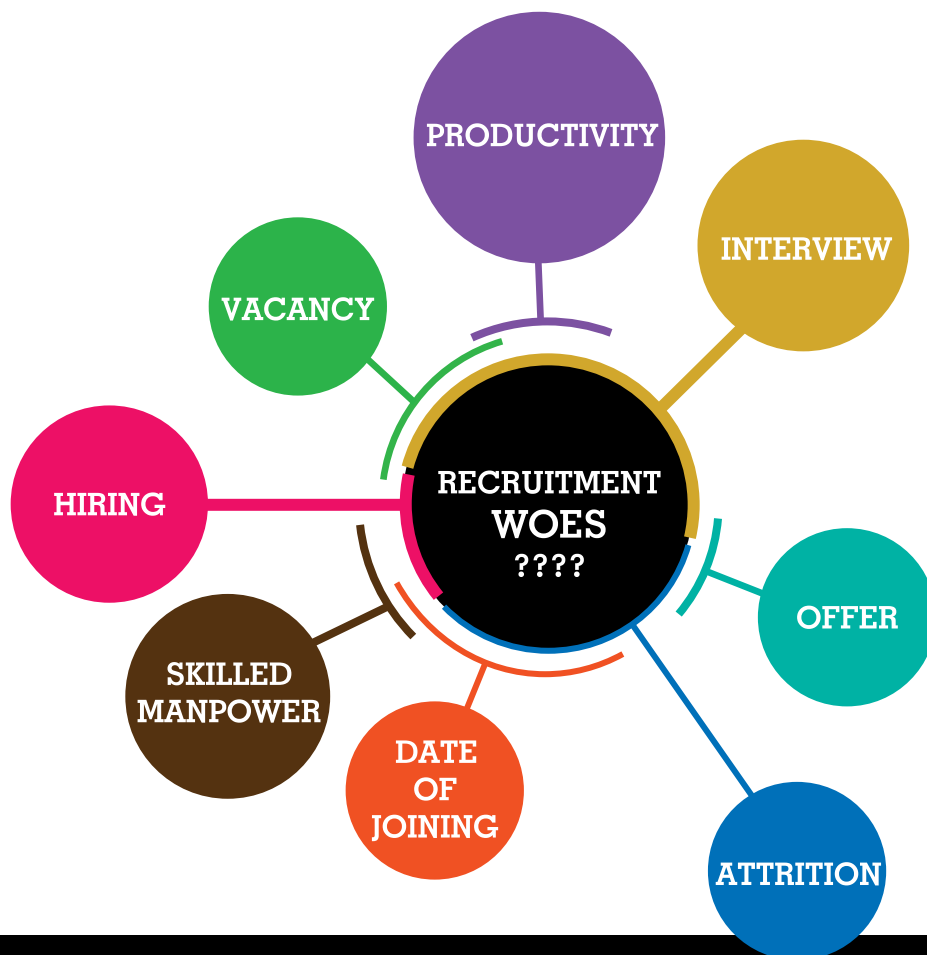 PRODUCTIVITY
INTERVIEW
VACANCY
HIRING
RECRUITMENT
WOES
????
OFFER
SKILLED
MANPOWER
DATE
OF
JOINING
ATTRITION